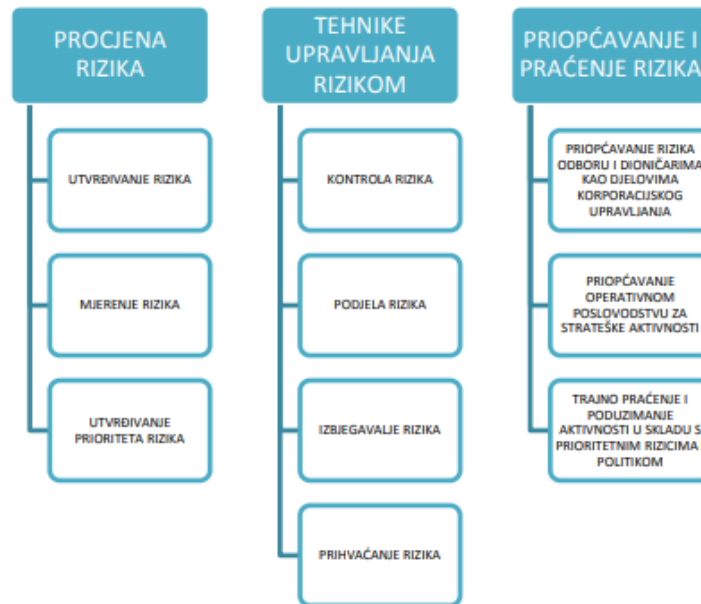 PROCJENA
RIZIKA
UTVRĐIVANJE RIZIKA
MJERENJE RIZIKA
UTVRĐIVANJE
PRIORITETA RIZIKA
TEHNIKE
UPRAVLJANJA
RIZIKOM
KONTROLA RIZIKA
PODJELA RIZIKA
IZBJEGAVALJE RIZIKA
PRIHVAĆANJE RIZIKA
PRIOPĆAVANJE I
PRAĆENJE RIZIKA
PRIOPĆAVANJE RIZIKA
ODBORU I DIONIČARIMA
KAO DJELOVIMA
KORPORACIJSKOG
UPRAVLJANJA
PRIOPĆAVANJE
OPERATIVNOM
POSLOVODSTVU ZA
STRATEŠKE AKTIVNOSTI
TRAJNO PRAĆENJE I
PODUZIMANJE
AKTIVNOSTI U SKLADU S
PRIORITETNIM RIZICIMA I
POLITIKOM